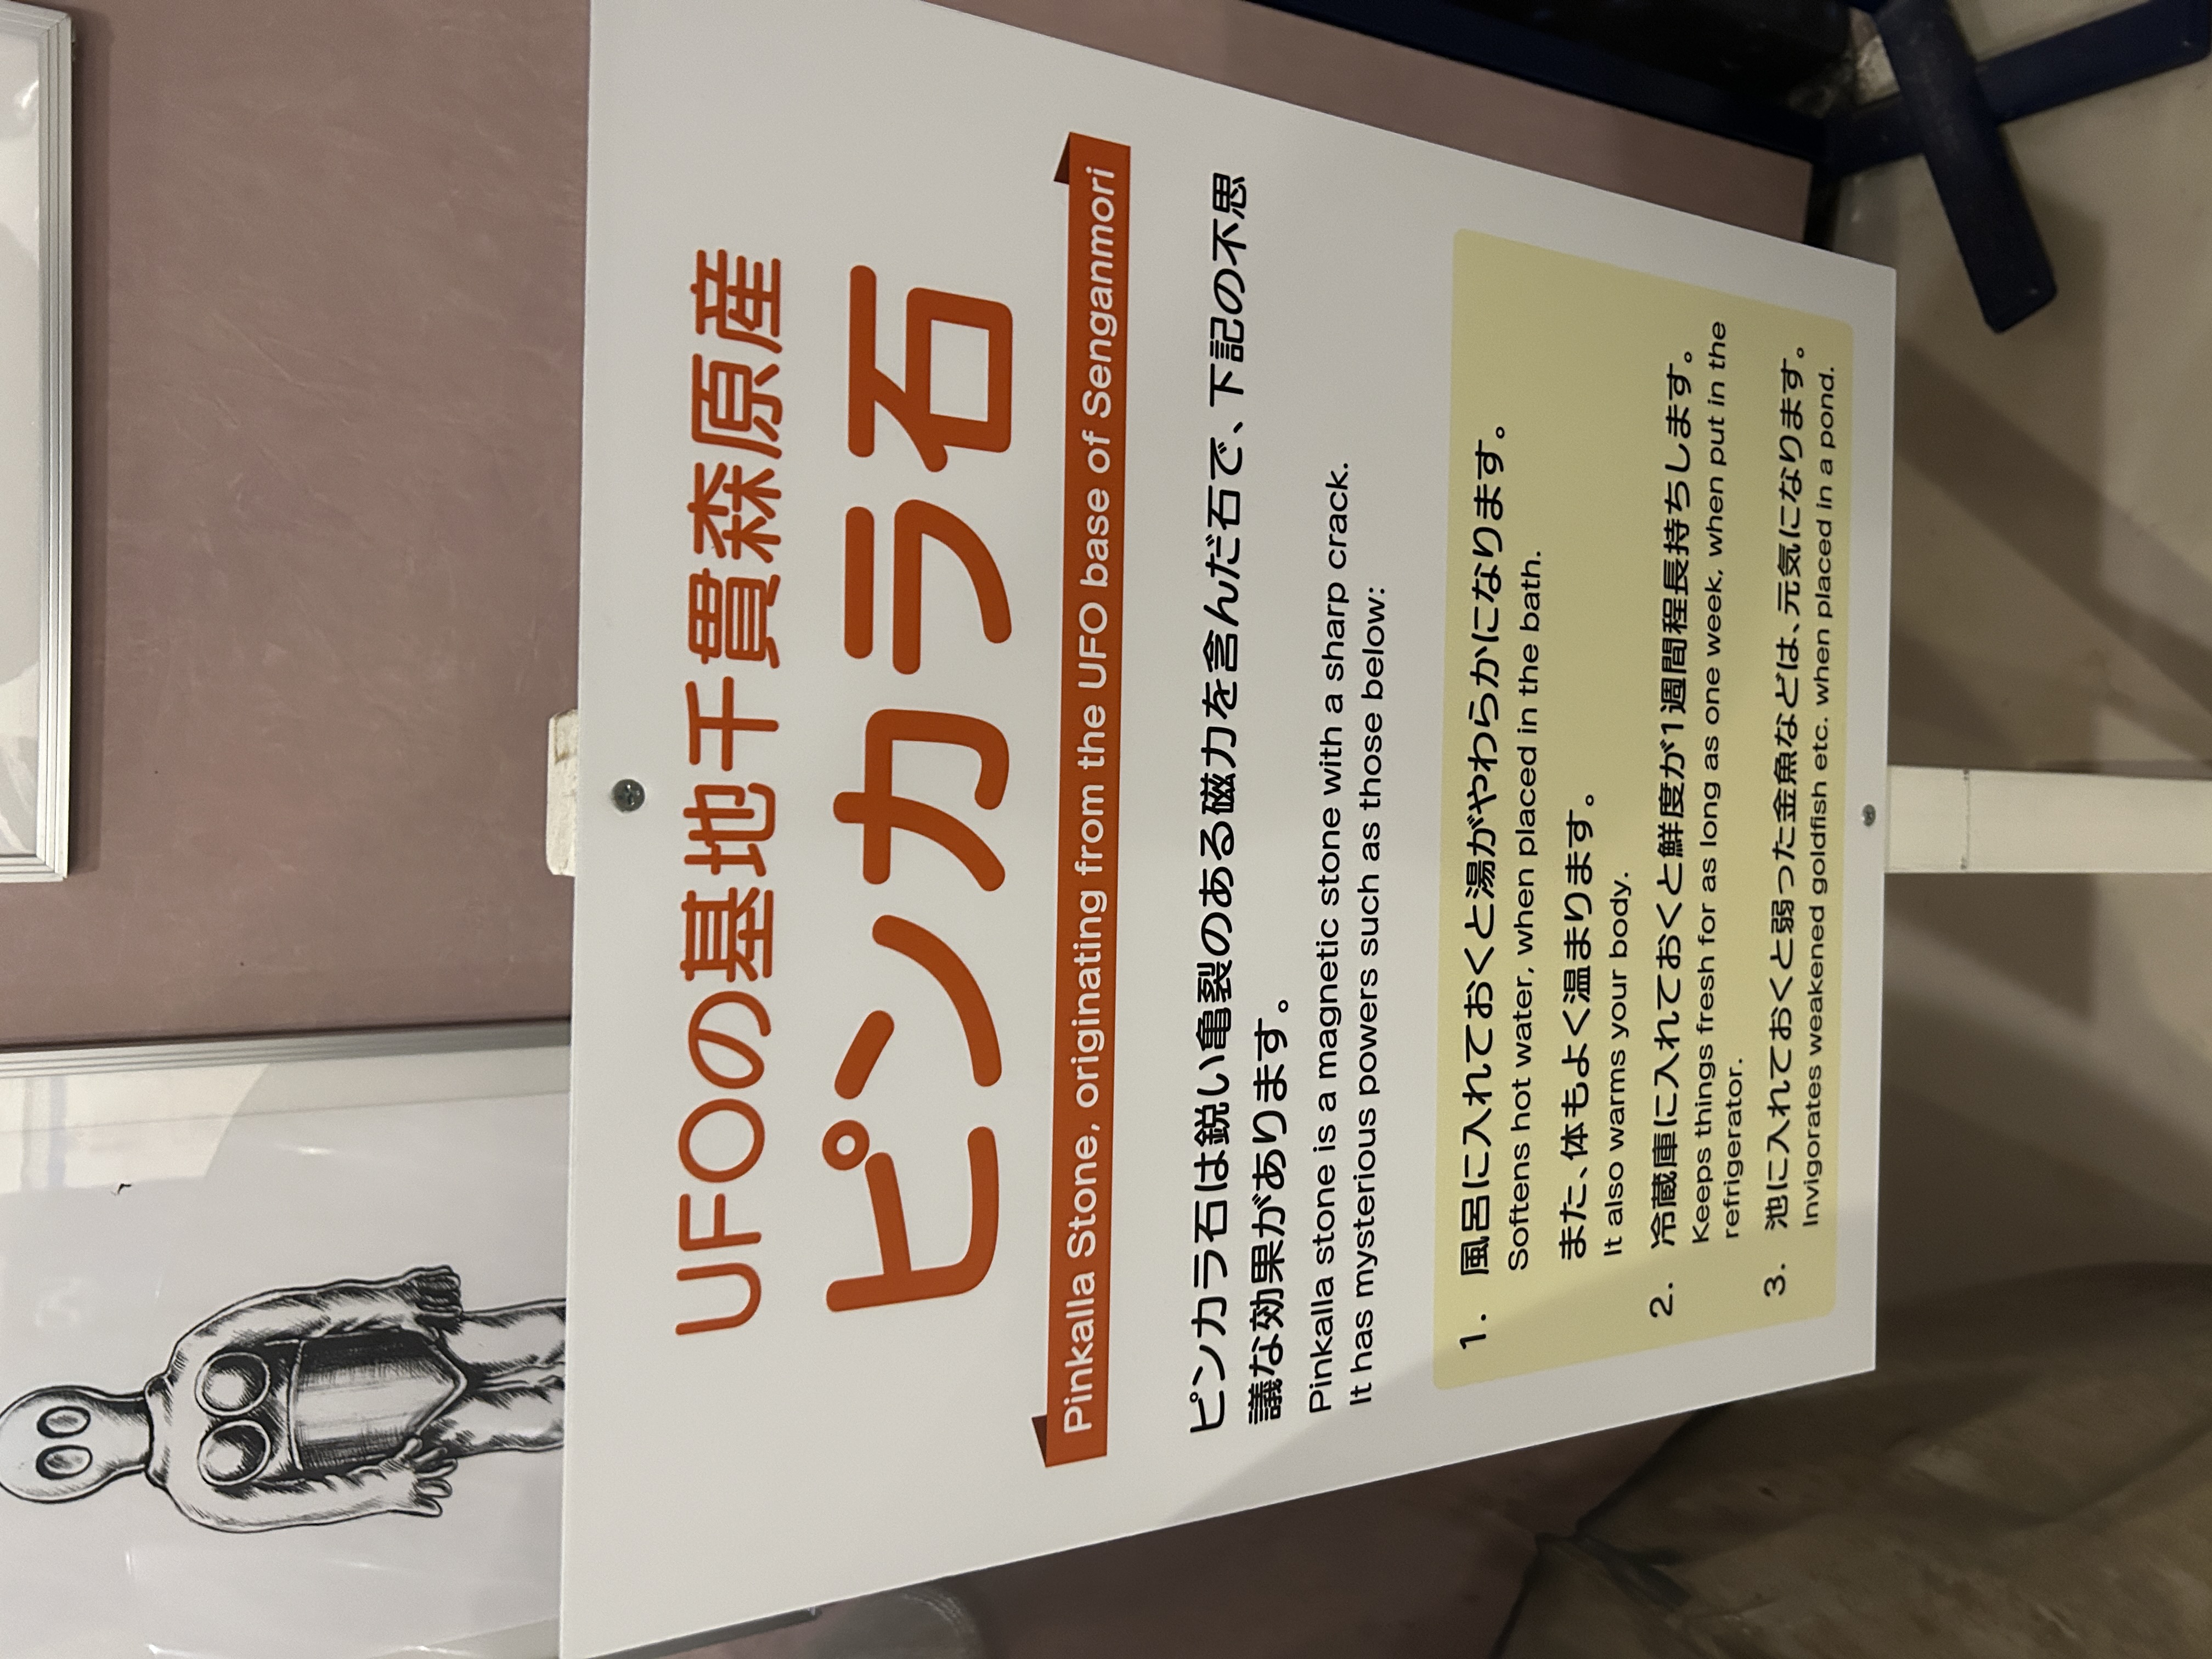 UFOの基地千貫森原産
ピンカラ石
Pinkalla Stone, originating from the UFO base of Senganmori
ピンカラ石は鋭い亀裂のある磁力を含んだ石で、下記の不思
議な効果があります。
Pinkalla stone is a magnetic stone with a sharp crack.
It has mysterious powers such as those below:
1. 風呂に入れておくと湯がやわらかになります。
Softens hot water, when placed in the bath.
また、体もよく温まります。
It also warms your body.
2. 冷蔵庫に入れておくと鮮度が1週間程長持ちします。
Keeps things fresh for as long as one week, when put in the
refrigerator.
3. 池に入れておくと弱った金魚などは、元気になります。
Invigorates weakened goldfish etc. when placed in a pond.